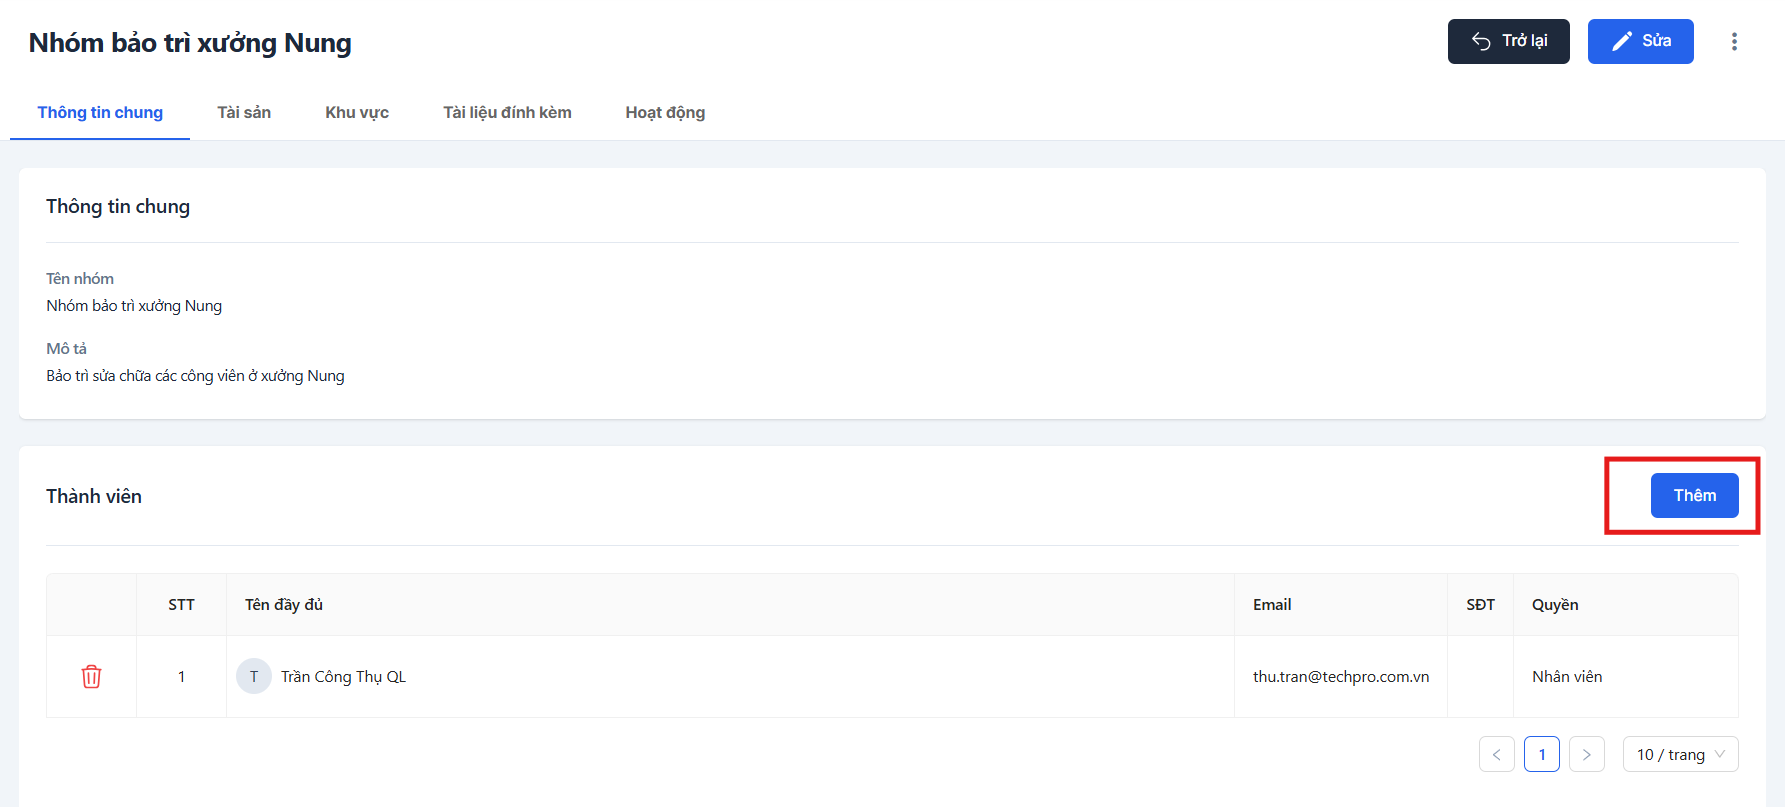 Nhóm bảo trì xưởng Nung
Trở lại
Sửa
Thông tin chung
Tài sản
Khu vực
Tài liệu đính kèm
Hoạt động
Thông tin chung
Tên nhóm
Nhóm bảo trì xưởng Nung
Mô tả
Bảo trì sửa chữa các công viên ở xưởng Nung
Thành viên
Thêm
STT
Tên đầy đủ
Email
SĐT
Quyền
1
T
Trần Công Thụ QL
thu.tran@techpro.com.vn
Nhân viên
1
10 / trang